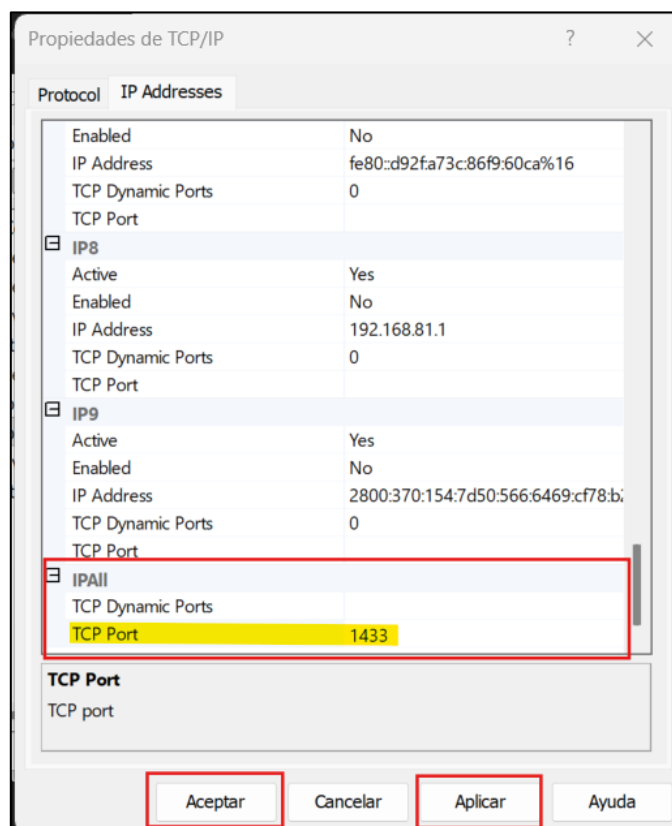 Propiedades de TCP/IP ? ×
Protocol IP Addresses
Enabled No
IP Address fe80::d92f:a73c:86f9:60ca%16
TCP Dynamic Ports 0
TCP Port
IP8
Active Yes
Enabled No
IP Address 192.168.81.1
TCP Dynamic Ports 0
TCP Port
IP9
Active Yes
Enabled No
IP Address 2800:370:154:7d50:566:6469:cf78:b
TCP Dynamic Ports 0
TCP Port
IPAll
TCP Dynamic Ports
TCP Port 1433
TCP Port
TCP port
Aceptar Cancelar Aplicar Ayuda